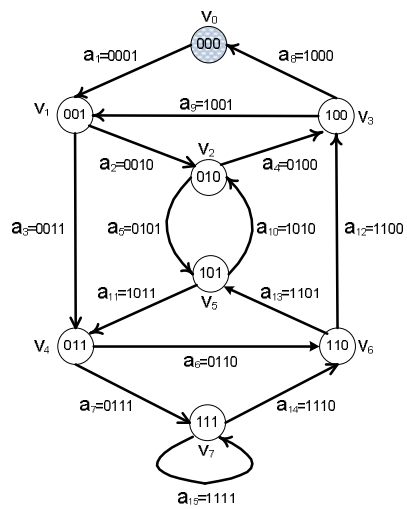 V0
000
a1=0001
a8=1000
V1
001
a9=1001
100
V3
a2=0010
V2
010
a4=0100
a3=0011
a5=0101
a10=1010
a12=1100
a11=1011
101
V5
a13=1101
V4
011
a6=0110
110
V6
a7=0111
111
V7
a14=1110
a15=1111